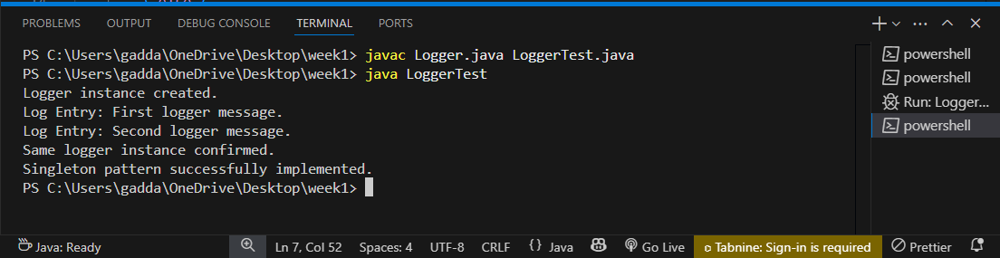 PROBLEMS OUTPUT DEBUG CONSOLE TERMINAL PORTS
PS C:\Users\gadda\OneDrive\Desktop\week1> javac Logger.java LoggerTest.java
PS C:\Users\gadda\OneDrive\Desktop\week1> java LoggerTest
Logger instance created.
Log Entry: First logger message.
Log Entry: Second logger message.
Same logger instance confirmed.
Singleton pattern successfully implemented.
PS C:\Users\gadda\OneDrive\Desktop\week1>
powershell
powershell
Run: Logger...
powershell
Java: Ready Ln 7, Col 52 Spaces: 4 UTF-8 CRLF {} Java Go Live Tabnine: Sign-in is required Prettier